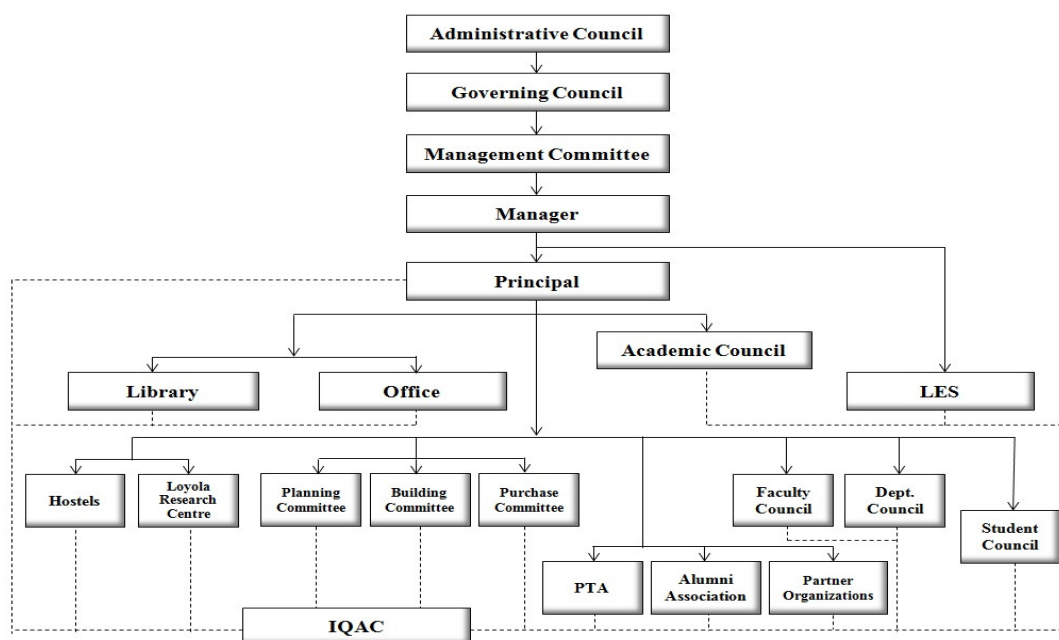 Administrative Council
Governing Council
Management Committee
Manager
Principal
Academic Council
Library
Office
LES
Hostels
Loyola
Research
Centre
Planning
Committee
Building
Committee
Purchase
Committee
Faculty
Council
Dept.
Council
Student
Council
PTA
Alumni
Association
Partner
Organizations
IQAC